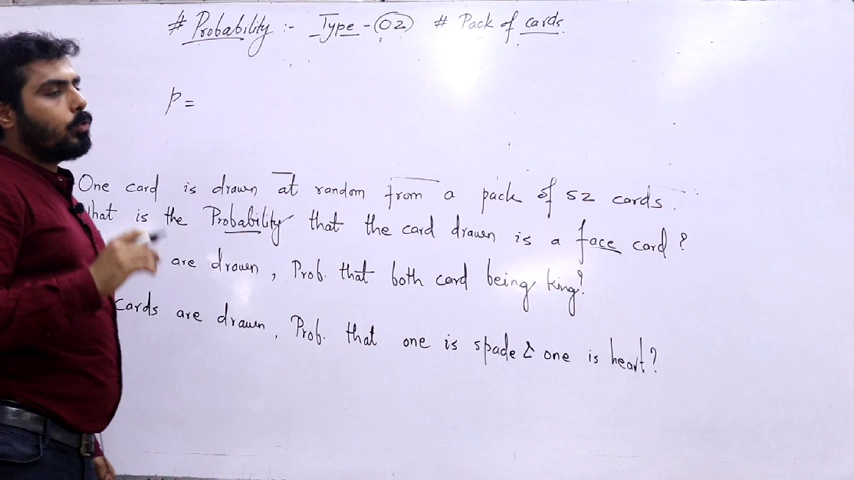 # Probability :- Type-02 # Pack of cards.
P =
One card is drawn at random from a pack of 52 cards.
What is the Probability that the card drawn is a face card?
are drawn, Prob. that both card being king?
cards are drawn, Prob. that one is spade & one is heart?